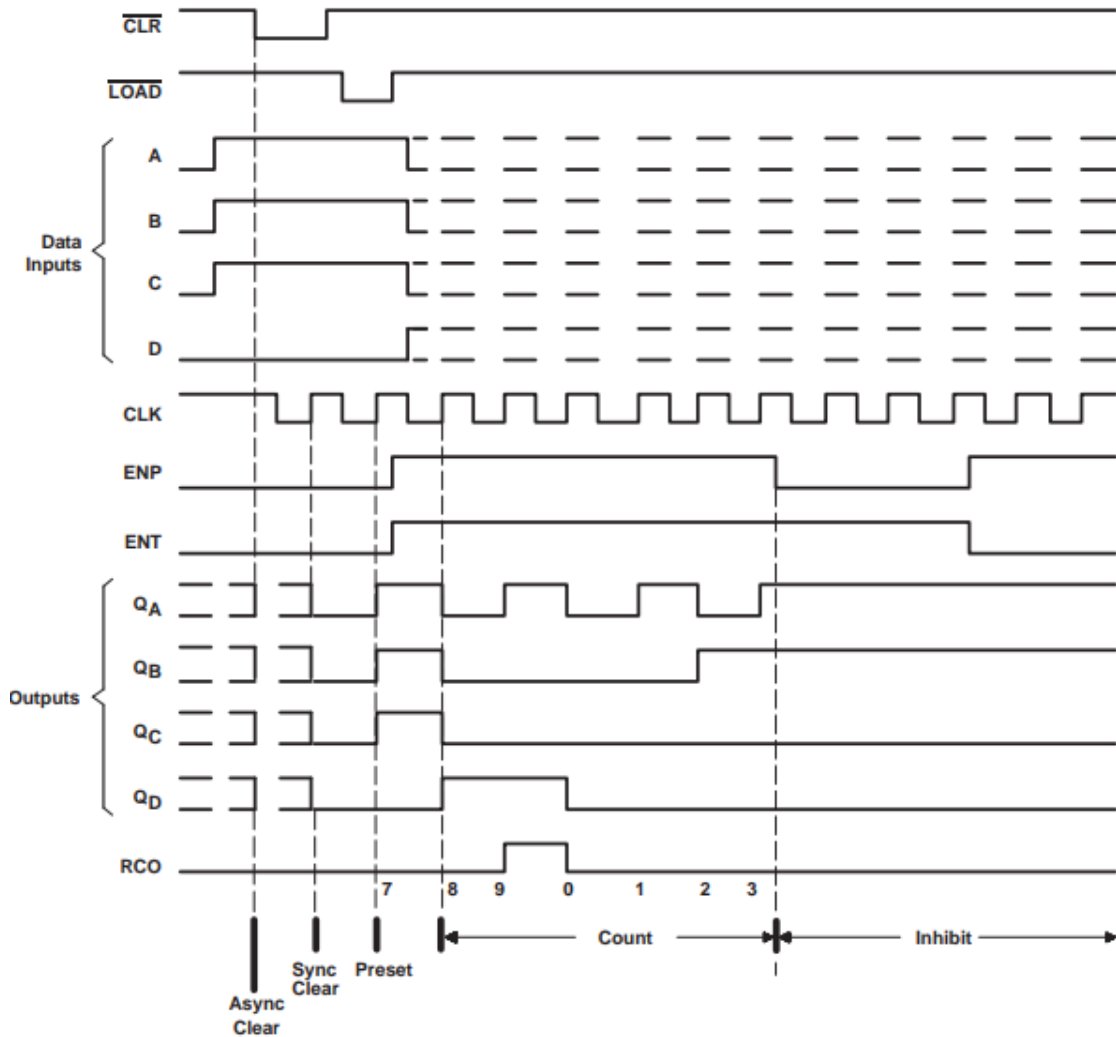 CLR
LOAD
A
B
Data
Inputs
C
D
CLK
ENP
ENT
QA
QB
Outputs
QC
QD
RCO
7 8 9 0 1 2 3
Count
Inhibit
Sync
Clear
Preset
Async
Clear